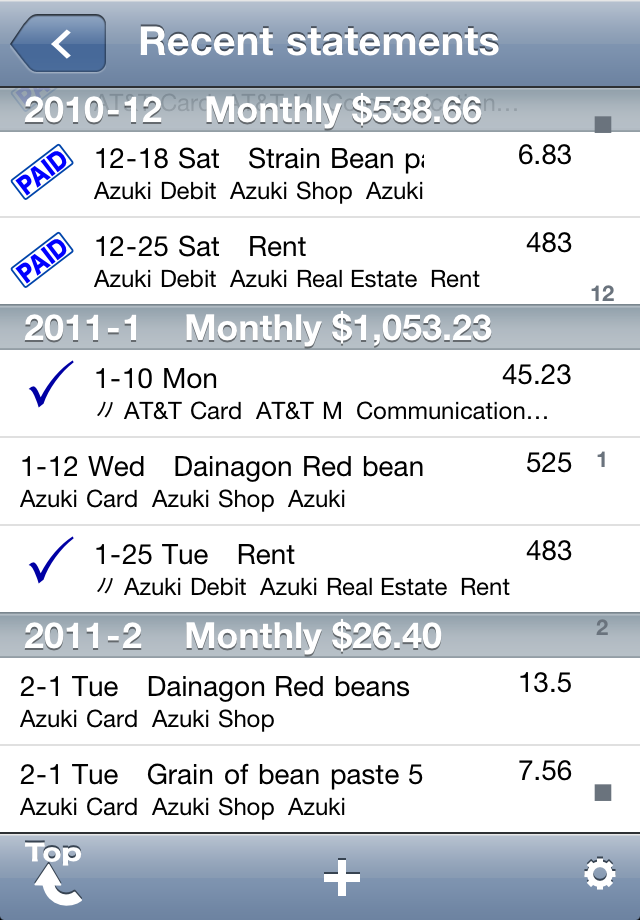 Recent statements
AT&T Card AT&T M Communication…
2010-12 Monthly $538.66
PAID
12-18 Sat Strain Bean pa
6.83
Azuki Debit Azuki Shop Azuki
PAID
12-25 Sat Rent
483
Azuki Debit Azuki Real Estate Rent
12
2011-1 Monthly $1,053.23
1-10 Mon
45.23
〃 AT&T Card AT&T M Communication…
1-12 Wed Dainagon Red bean
525
1
Azuki Card Azuki Shop Azuki
1-25 Tue Rent
483
〃 Azuki Debit Azuki Real Estate Rent
2011-2 Monthly $26.40
2
2-1 Tue Dainagon Red beans
13.5
Azuki Card Azuki Shop
2-1 Tue Grain of bean paste 5
7.56
Azuki Card Azuki Shop Azuki
Top